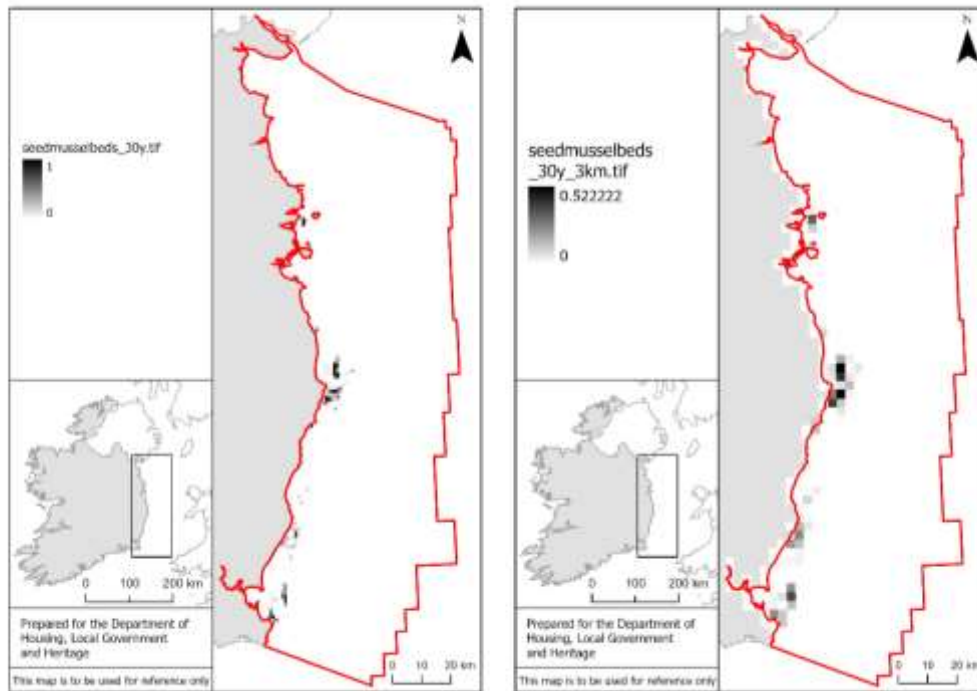 N
seedmusselbeds_30y.tif
1
0
0 100 200 km
Prepared for the Department of
Housing, Local Government
and Heritage
This map is to be used for reference only
0 10 20 km
N
seedmusselbeds
_30y_3km.tif
0.522222
0
0 100 200 km
Prepared for the Department of
Housing, Local Government
and Heritage
This map is to be used for reference only
0 10 20 km